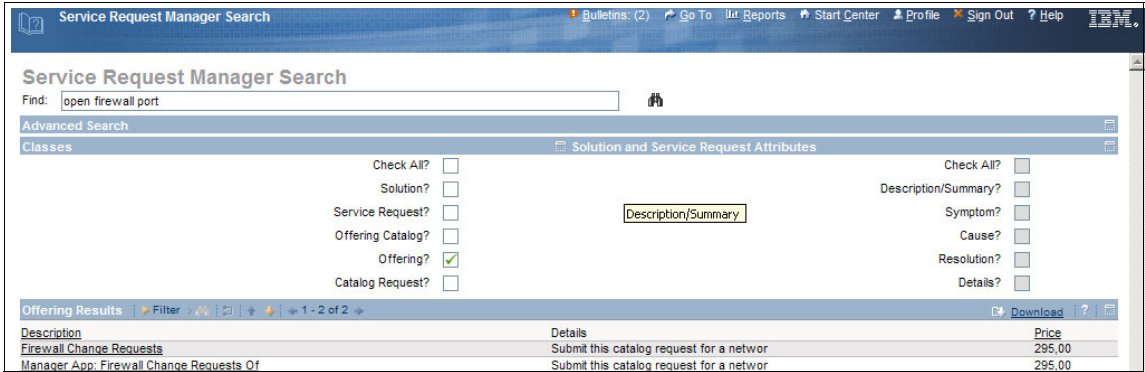 Service Request Manager Search
Bulletins: (2) Go To Reports Start Center Profile Sign Out ? Help IBM.
Service Request Manager Search
Find: open firewall port
Advanced Search
Classes Solution and Service Request Attributes
Check All? Check All?
Solution? Description/Summary?
Service Request? Description/Summary Symptom?
Offering Catalog? Cause?
Offering? Resolution?
Catalog Request? Details?
Offering Results Filter 1 - 2 of 2 Download ?
Description Details Price
Firewall Change Requests Submit this catalog request for a networ 295,00
Manager App: Firewall Change Requests Of Submit this catalog request for a networ 295,00